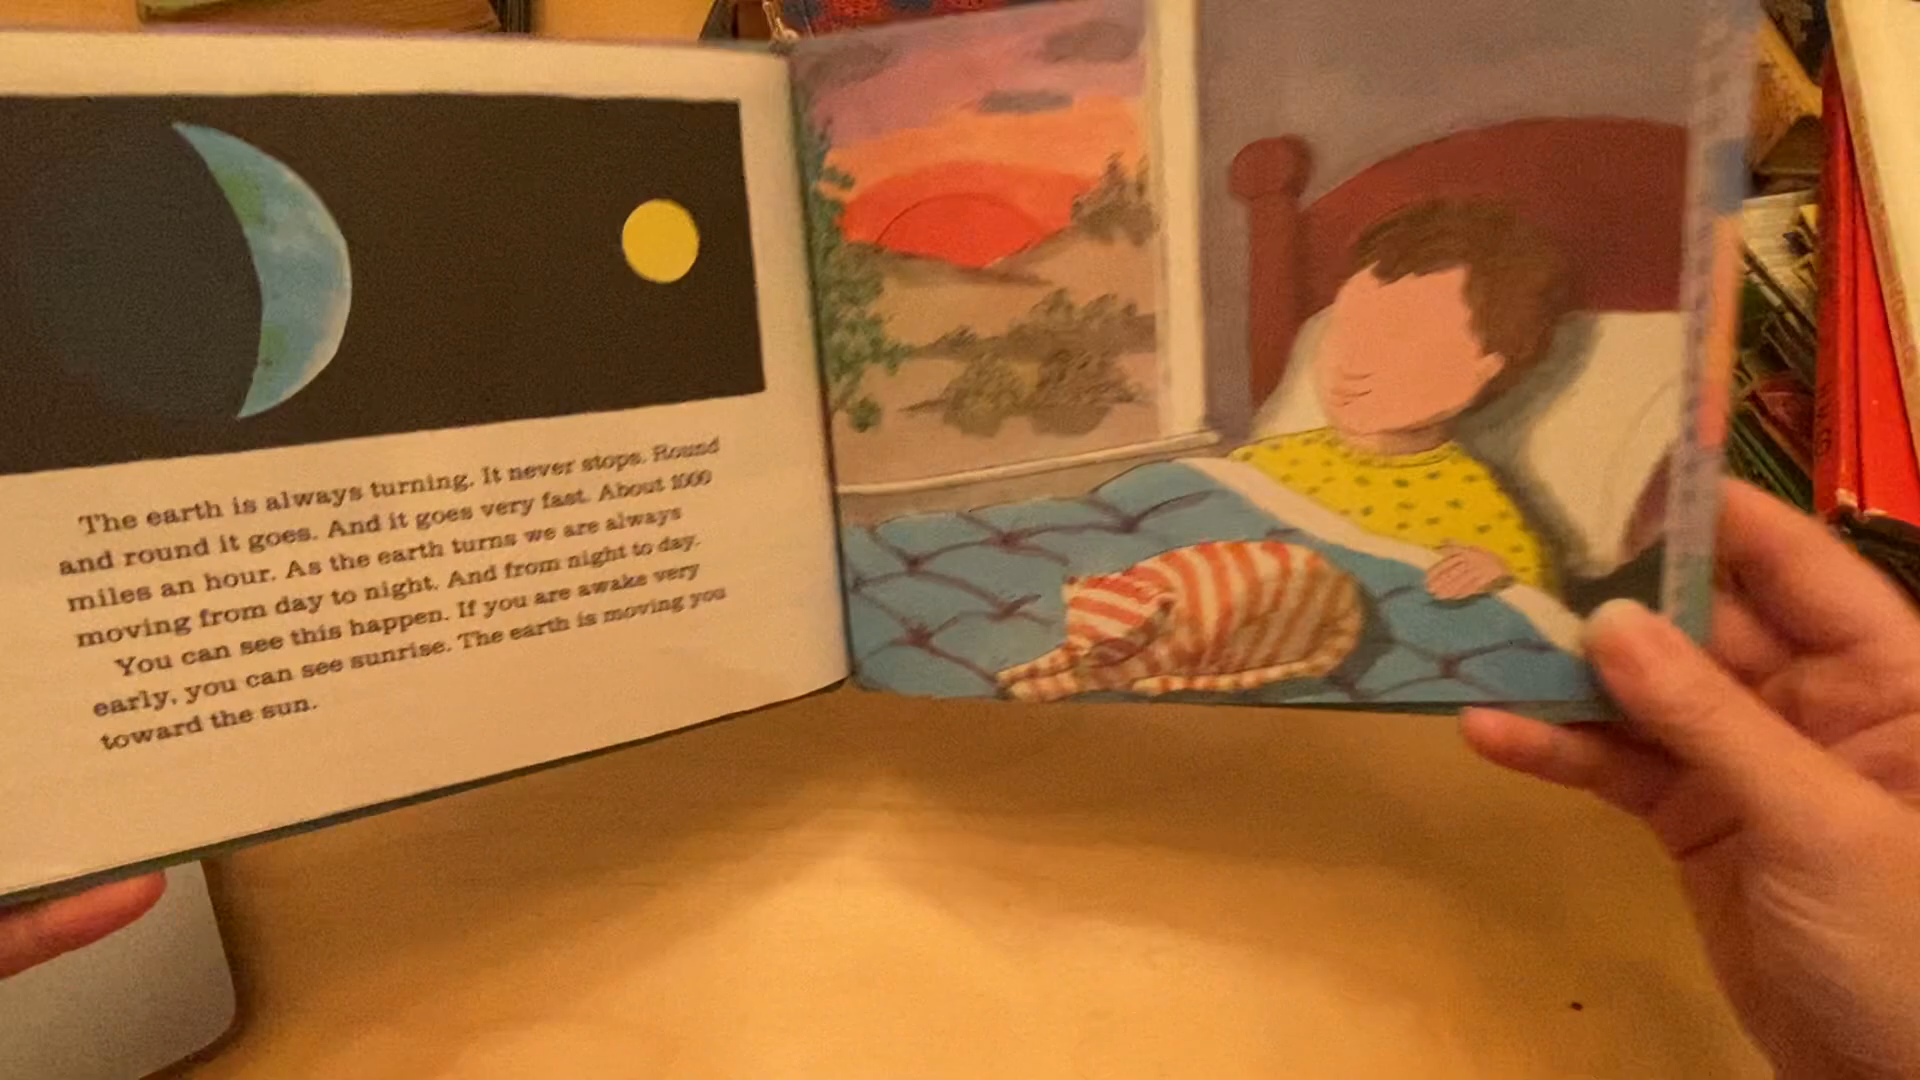 The earth is always turning. It never stops. Round
and round it goes. And it goes very fast. About 1000
miles an hour. As the earth turns we are always
moving from day to night. And from night to day.
You can see this happen. If you are awake very
early, you can see sunrise. The earth is moving you
toward the sun.